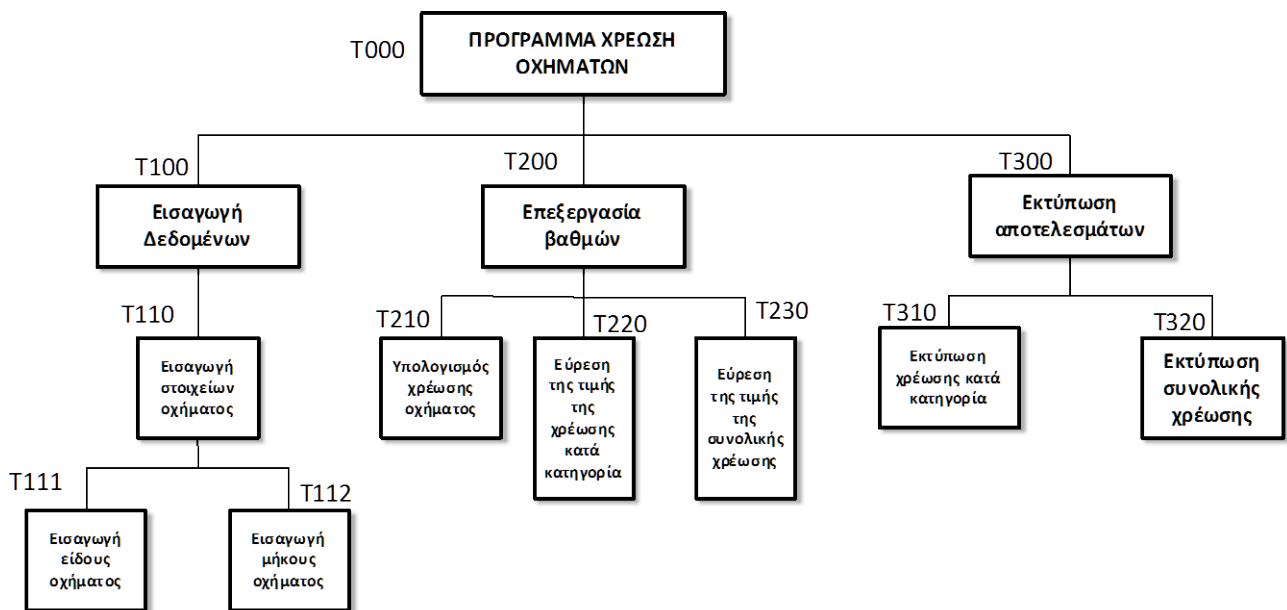 T000
ΠΡΟΓΡΑΜΜΑ ΧΡΕΩΣΗ
ΟΧΗΜΑΤΩΝ
T100
Εισαγωγή
Δεδομένων
T200
Επεξεργασία
βαθμών
T300
Εκτύπωση
αποτελεσμάτων
T110
Εισαγωγή
στοιχείων
οχήματος
T210
Υπολογισμός
χρέωσης
οχήματος
T220
Εύρεση
της τιμής
της
χρέωσης
κατά
κατηγορία
T230
Εύρεση
της τιμής
της
συνολικής
χρέωσης
T310
Εκτύπωση
χρέωσης κατά
κατηγορία
T320
Εκτύπωση
συνολικής
χρέωσης
T111
Εισαγωγή
είδους
οχήματος
T112
Εισαγωγή
μήκους
οχήματος